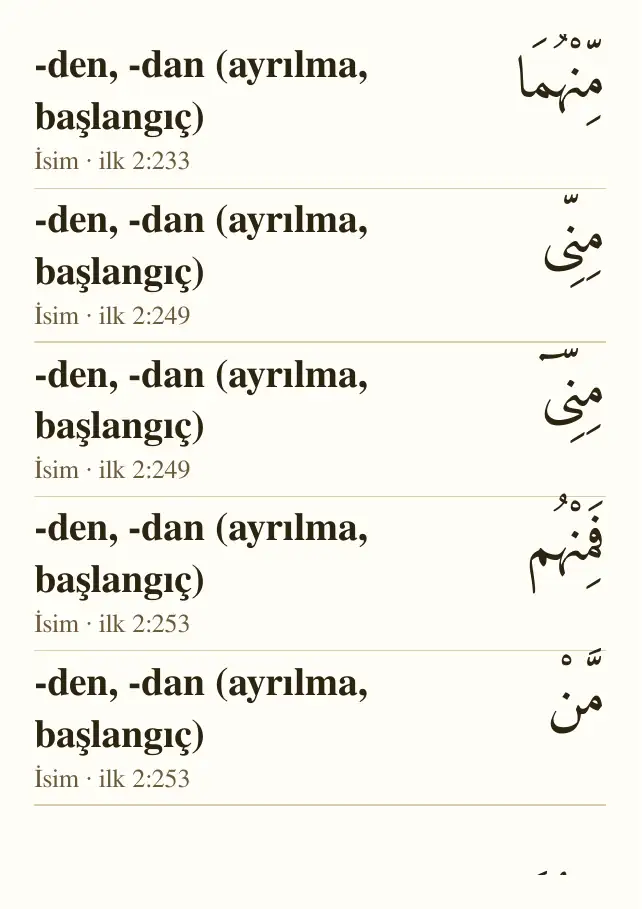 -den, -dan (ayrılma, مِّنْهُمَا
başlangıç)
İsim · ilk 2:233
-den, -dan (ayrılma, مِنِّى
başlangıç)
İsim · ilk 2:249
-den, -dan (ayrılma, مِنِّىٓ
başlangıç)
İsim · ilk 2:249
-den, -dan (ayrılma, فَمِنْهُم
başlangıç)
İsim · ilk 2:253
-den, -dan (ayrılma, مَّنْ
başlangıç)
İsim · ilk 2:253